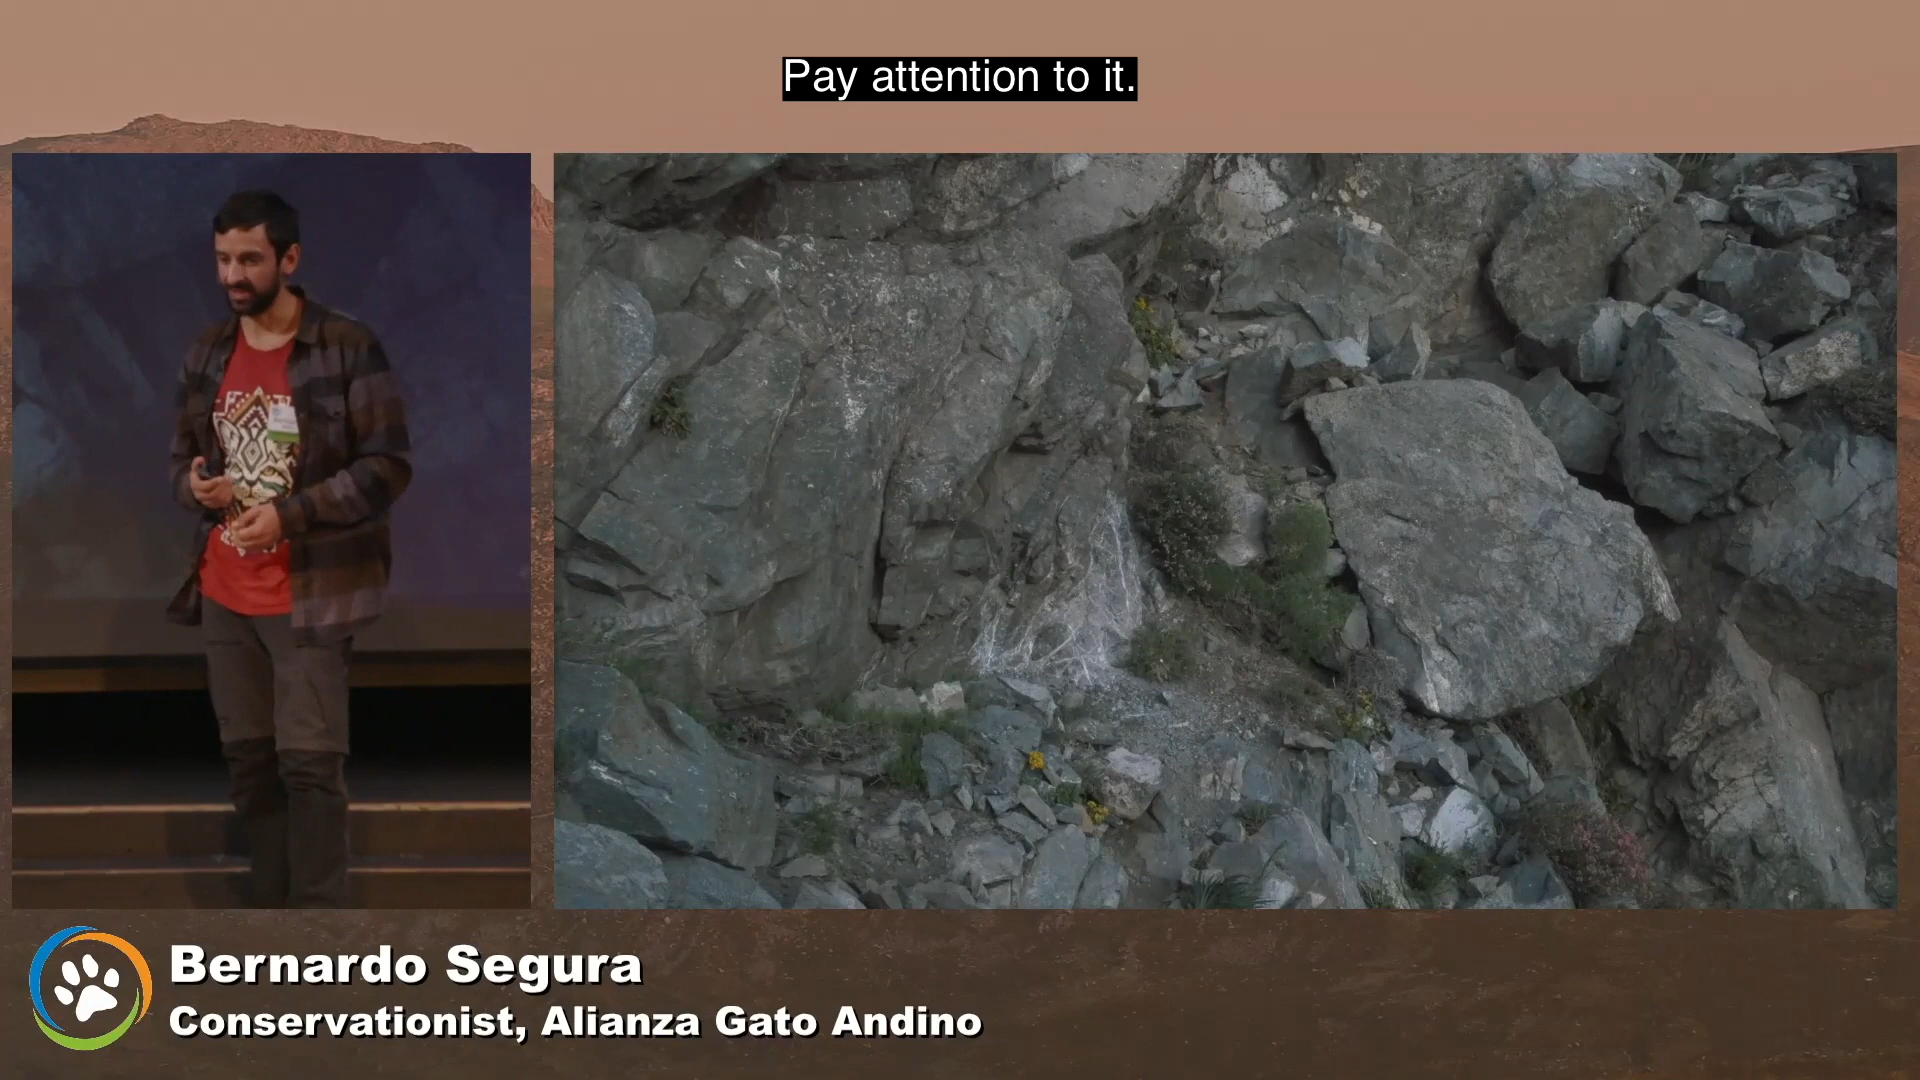 Pay attention to it.
Bernardo Segura
Conservationist, Alianza Gato Andino